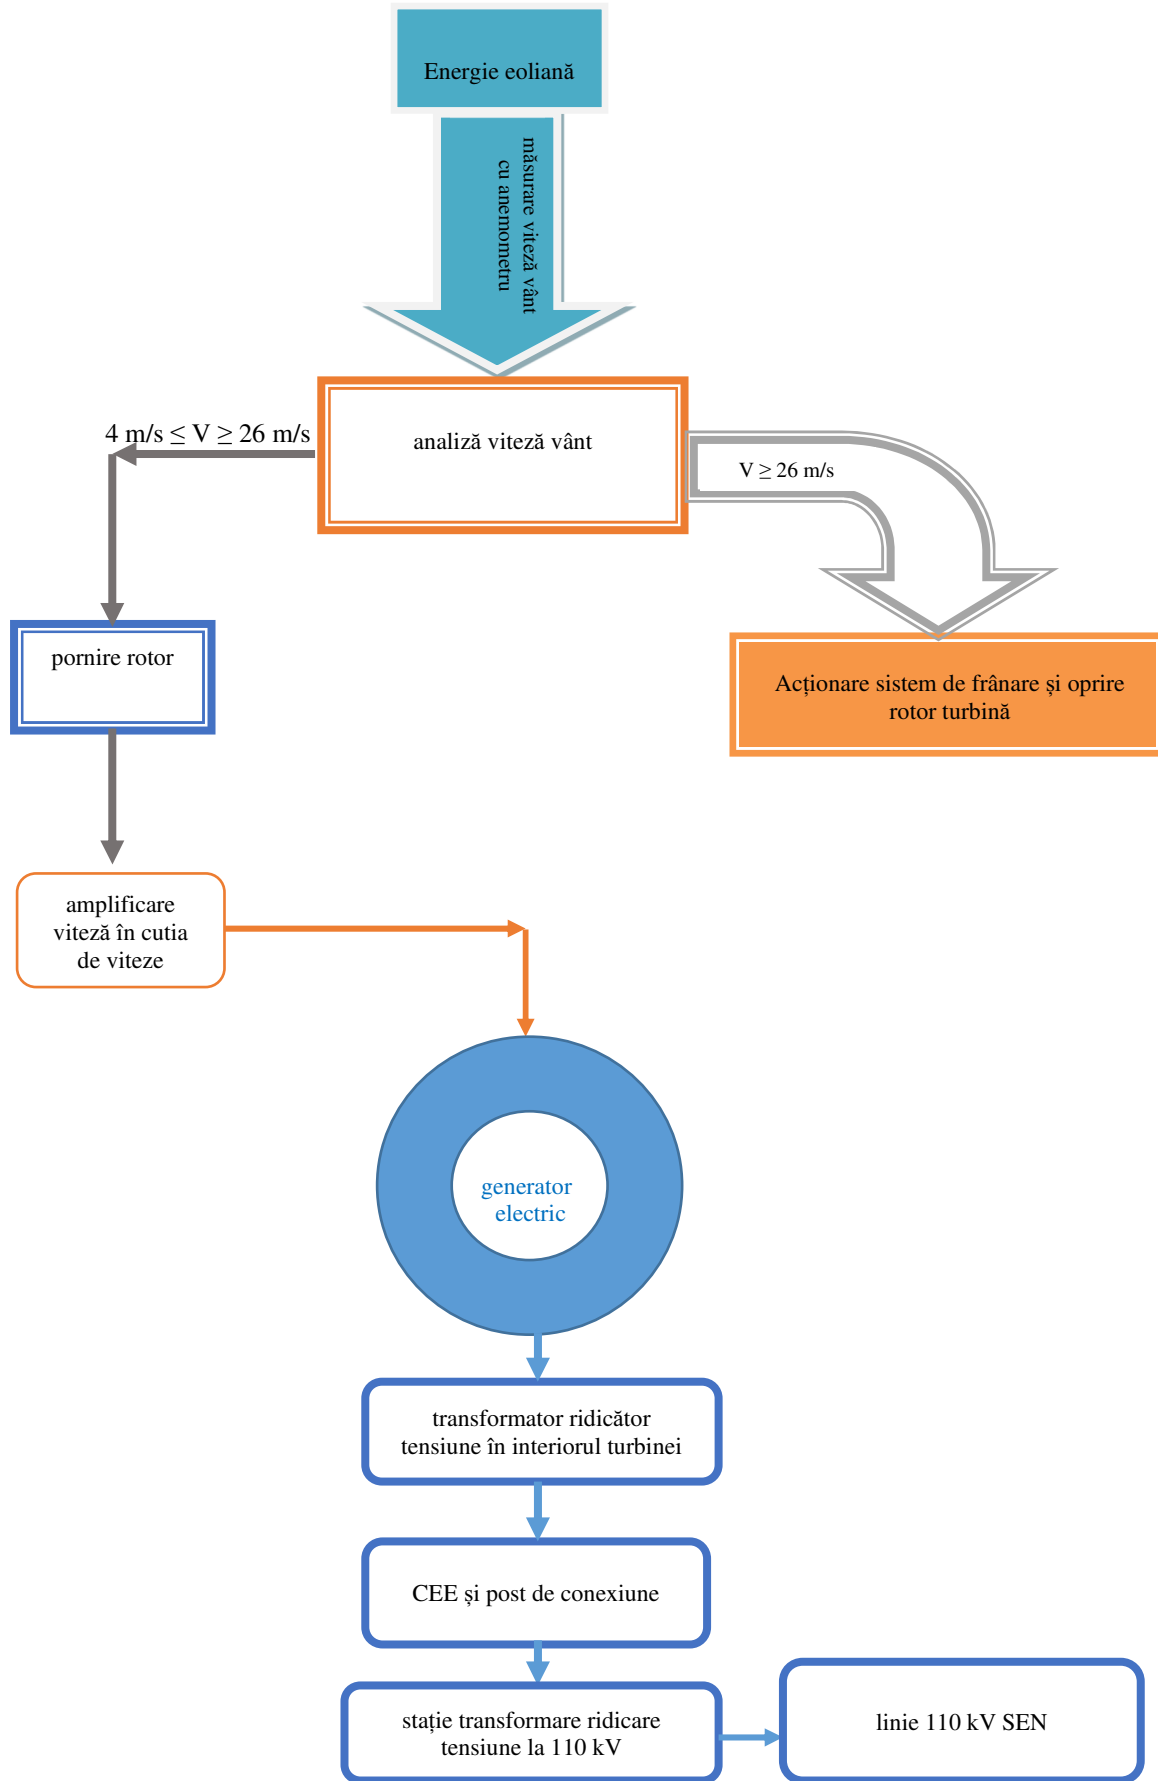 Energie eoliană
măsurare viteză vânt
cu anemometru
4 m/s ≤ V ≥ 26 m/s
analiză viteză vânt
V ≥ 26 m/s
pornire rotor
Acționare sistem de frânare și oprire
rotor turbină
amplificare
viteză în cutia
de viteze
generator
electric
transformator ridicător
tensiune în interiorul turbinei
CEE și post de conexiune
stație transformare ridicare
tensiune la 110 kV
linie 110 kV SEN